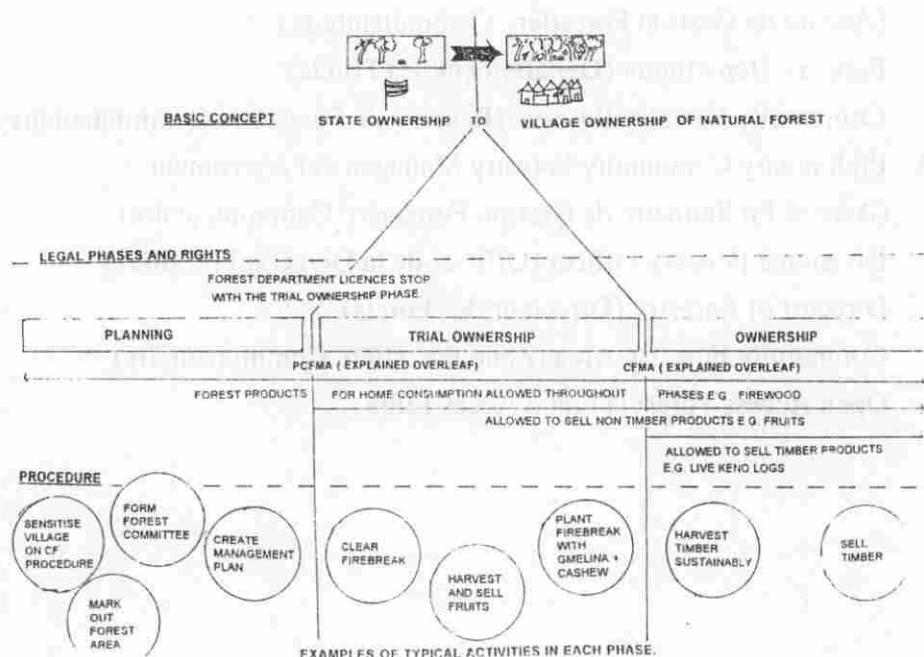 BASIC CONCEPT
STATE OWNERSHIP TO VILLAGE OWNERSHIP OF NATURAL FOREST
LEGAL PHASES AND RIGHTS
FOREST DEPARTMENT LICENCES STOP
WITH THE TRIAL OWNERSHIP PHASE.
PLANNING
TRIAL OWNERSHIP
OWNERSHIP
PCFMA ( EXPLAINED OVERLEAF)
CFMA ( EXPLAINED OVERLEAF)
FOREST PRODUCTS FOR HOME CONSUMPTION ALLOWED THROUGHOUT PHASES E.G. FIREWOOD
ALLOWED TO SELL NON TIMBER PRODUCTS E.G. FRUITS
ALLOWED TO SELL TIMBER PRODUCTS
E.G. LIVE KENO LOGS
PROCEDURE
SENSITISE
VILLAGE
ON CF
PROCEDURE
FORM
FOREST
COMMITTEE
MARK
OUT
FOREST
AREA
CREATE
MANAGEMENT
PLAN
CLEAR
FIREBREAK
HARVEST
AND SELL
FRUITS
PLANT
FIREBREAK
WITH
GMELINA +
CASHEW
HARVEST
TIMBER
SUSTAINABLY
SELL
TIMBER
EXAMPLES OF TYPICAL ACTIVITIES IN EACH PHASE.